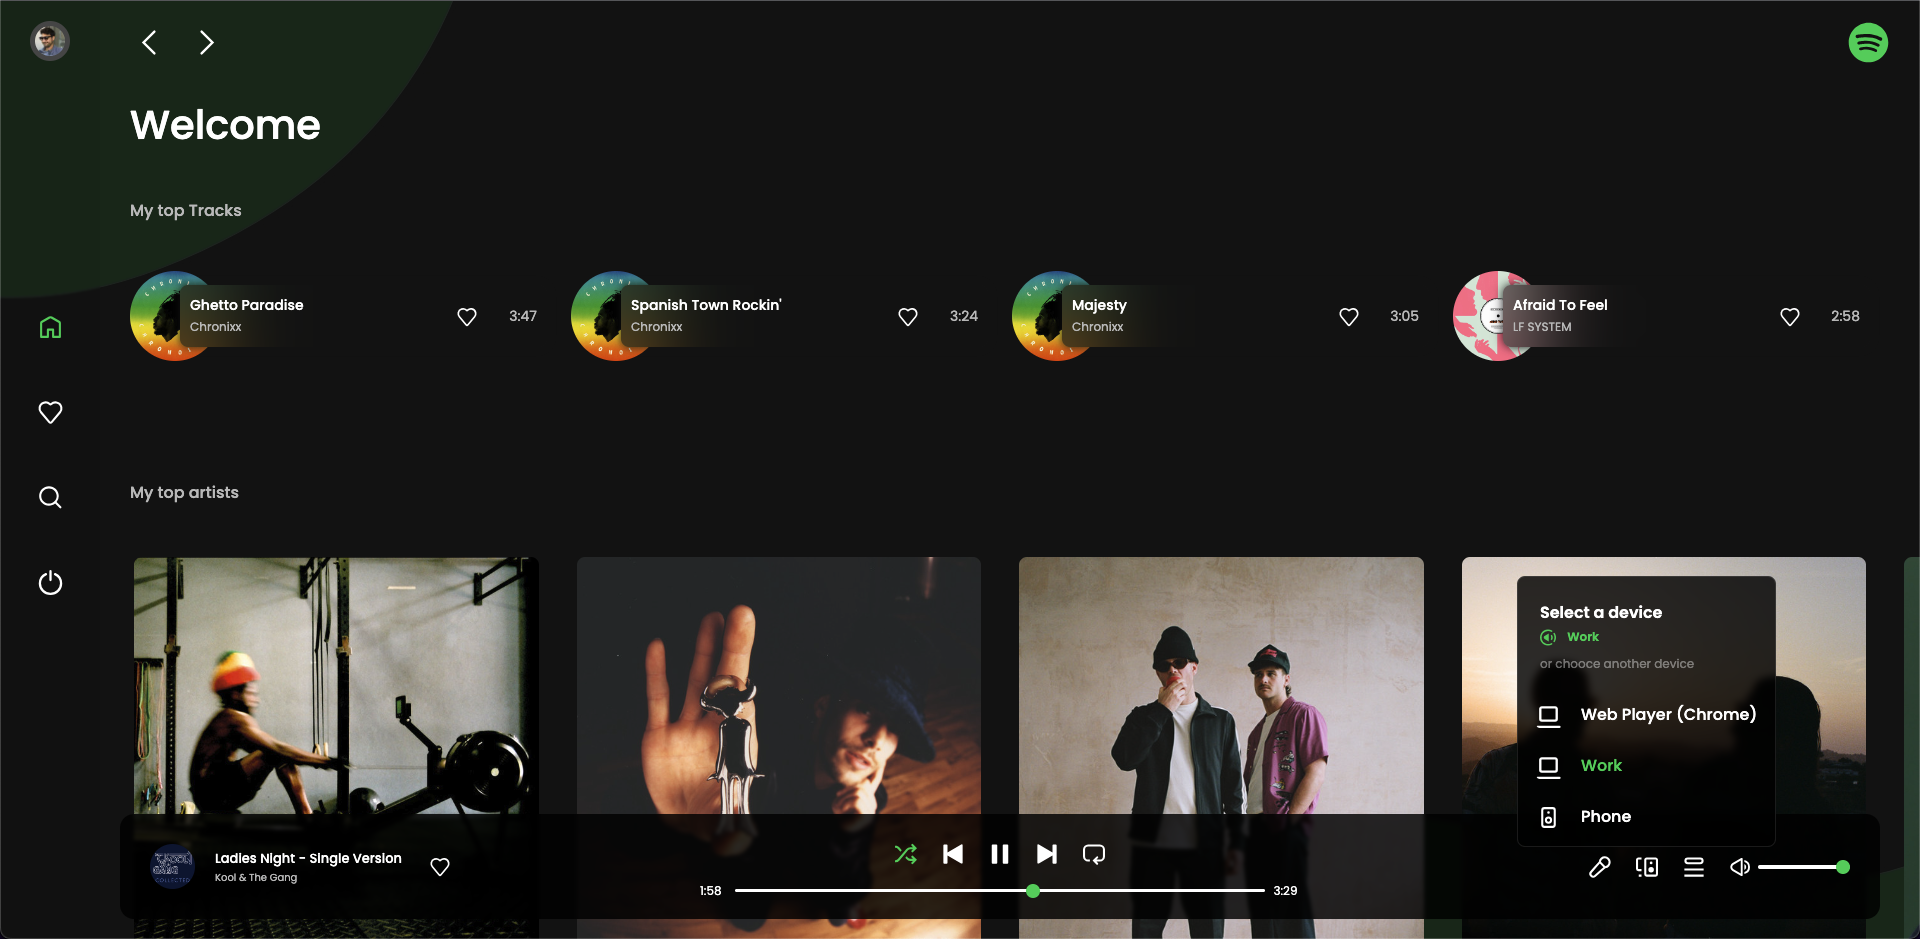 Welcome
My top Tracks
Ghetto Paradise
Chronixx
3:47
Spanish Town Rockin'
Chronixx
3:24
Majesty
Chronixx
3:05
Afraid To Feel
LF SYSTEM
2:58
My top artists
Select a device
Work
or chooce another device
Web Player (Chrome)
Work
Phone
Ladies Night - Single Version
Kool & The Gang
1:58
3:29
COLLECTED